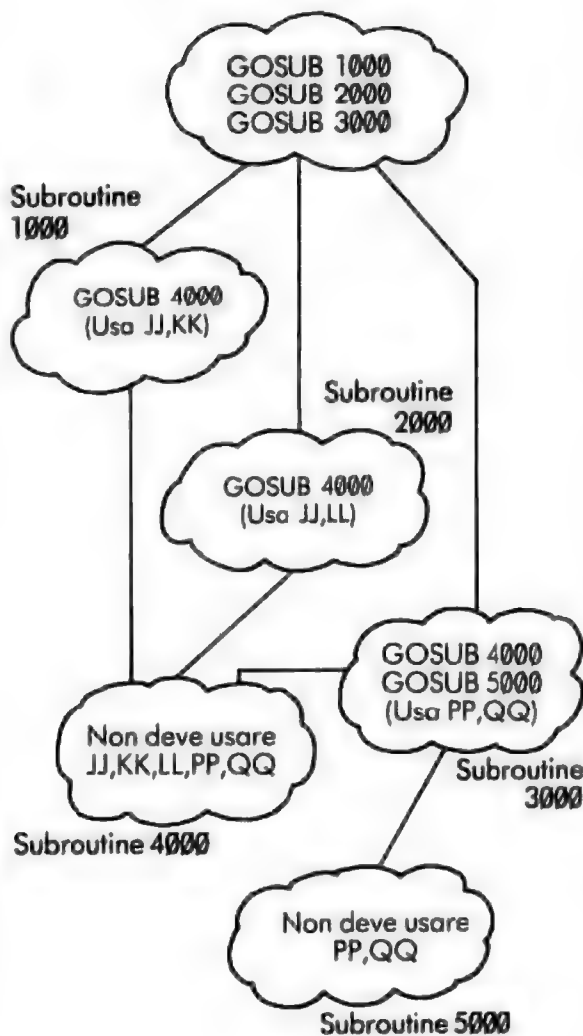 GOSUB 1000
GOSUB 2000
GOSUB 3000
Subroutine
1000
GOSUB 4000
(Usa JJ,KK)
Subroutine
2000
GOSUB 4000
(Usa JJ,LL)
GOSUB 4000
GOSUB 5000
(Usa PP,QQ)
Subroutine
3000
Non deve usare
JJ,KK,LL,PP,QQ
Subroutine 4000
Non deve usare
PP,QQ
Subroutine 5000